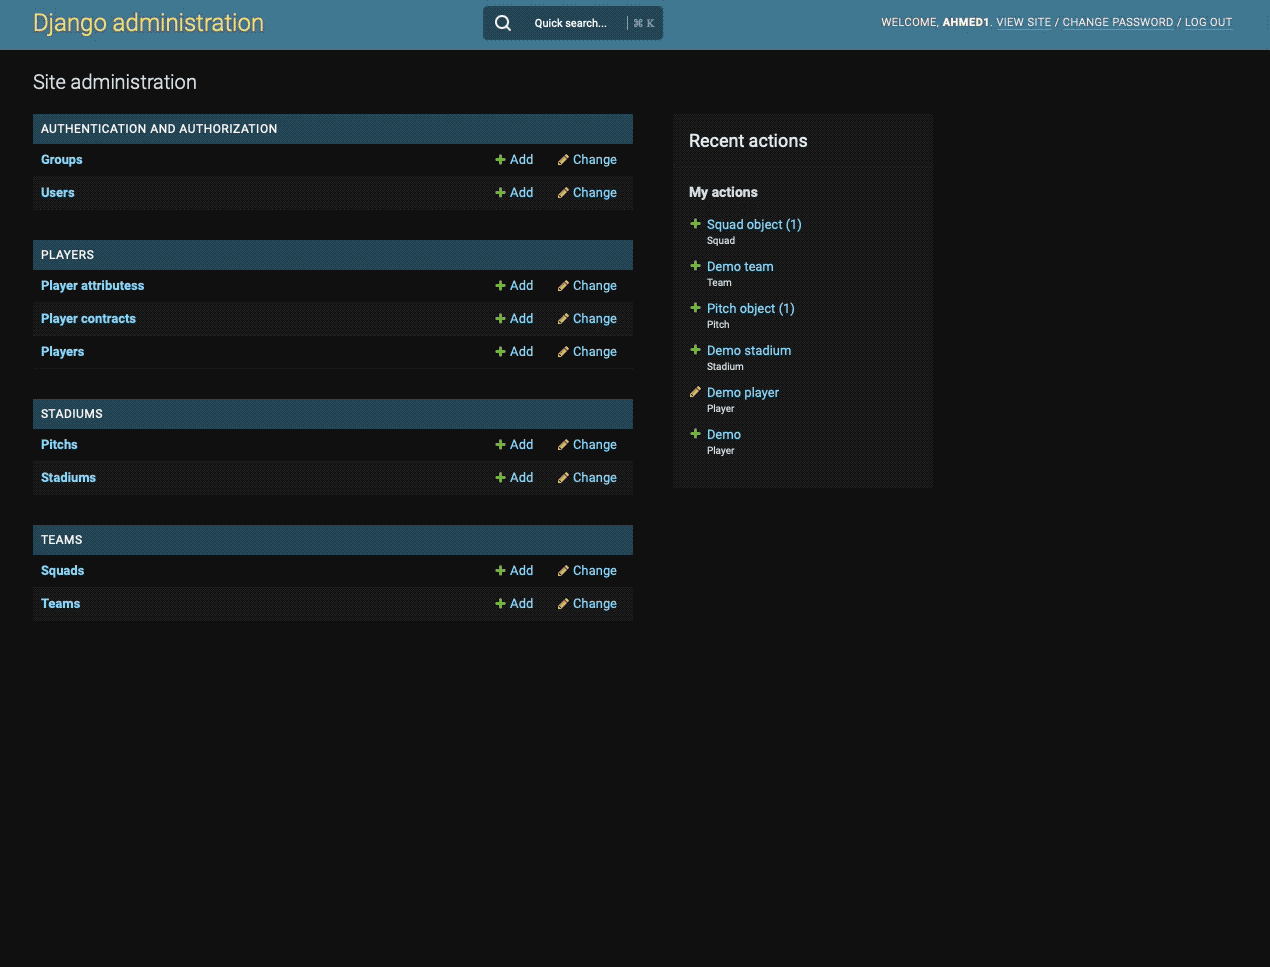 Django administration
Quick search... ⌘ K
WELCOME, AHMED1. VIEW SITE / CHANGE PASSWORD / LOG OUT
Site administration
AUTHENTICATION AND AUTHORIZATION
Groups Add Change
Users Add Change
PLAYERS
Player attributess Add Change
Player contracts Add Change
Players Add Change
STADIUMS
Pitchs Add Change
Stadiums Add Change
TEAMS
Squads Add Change
Teams Add Change
Recent actions
My actions
Squad object (1)
Squad
Demo team
Team
Pitch object (1)
Pitch
Demo stadium
Stadium
Demo player
Player
Demo
Player